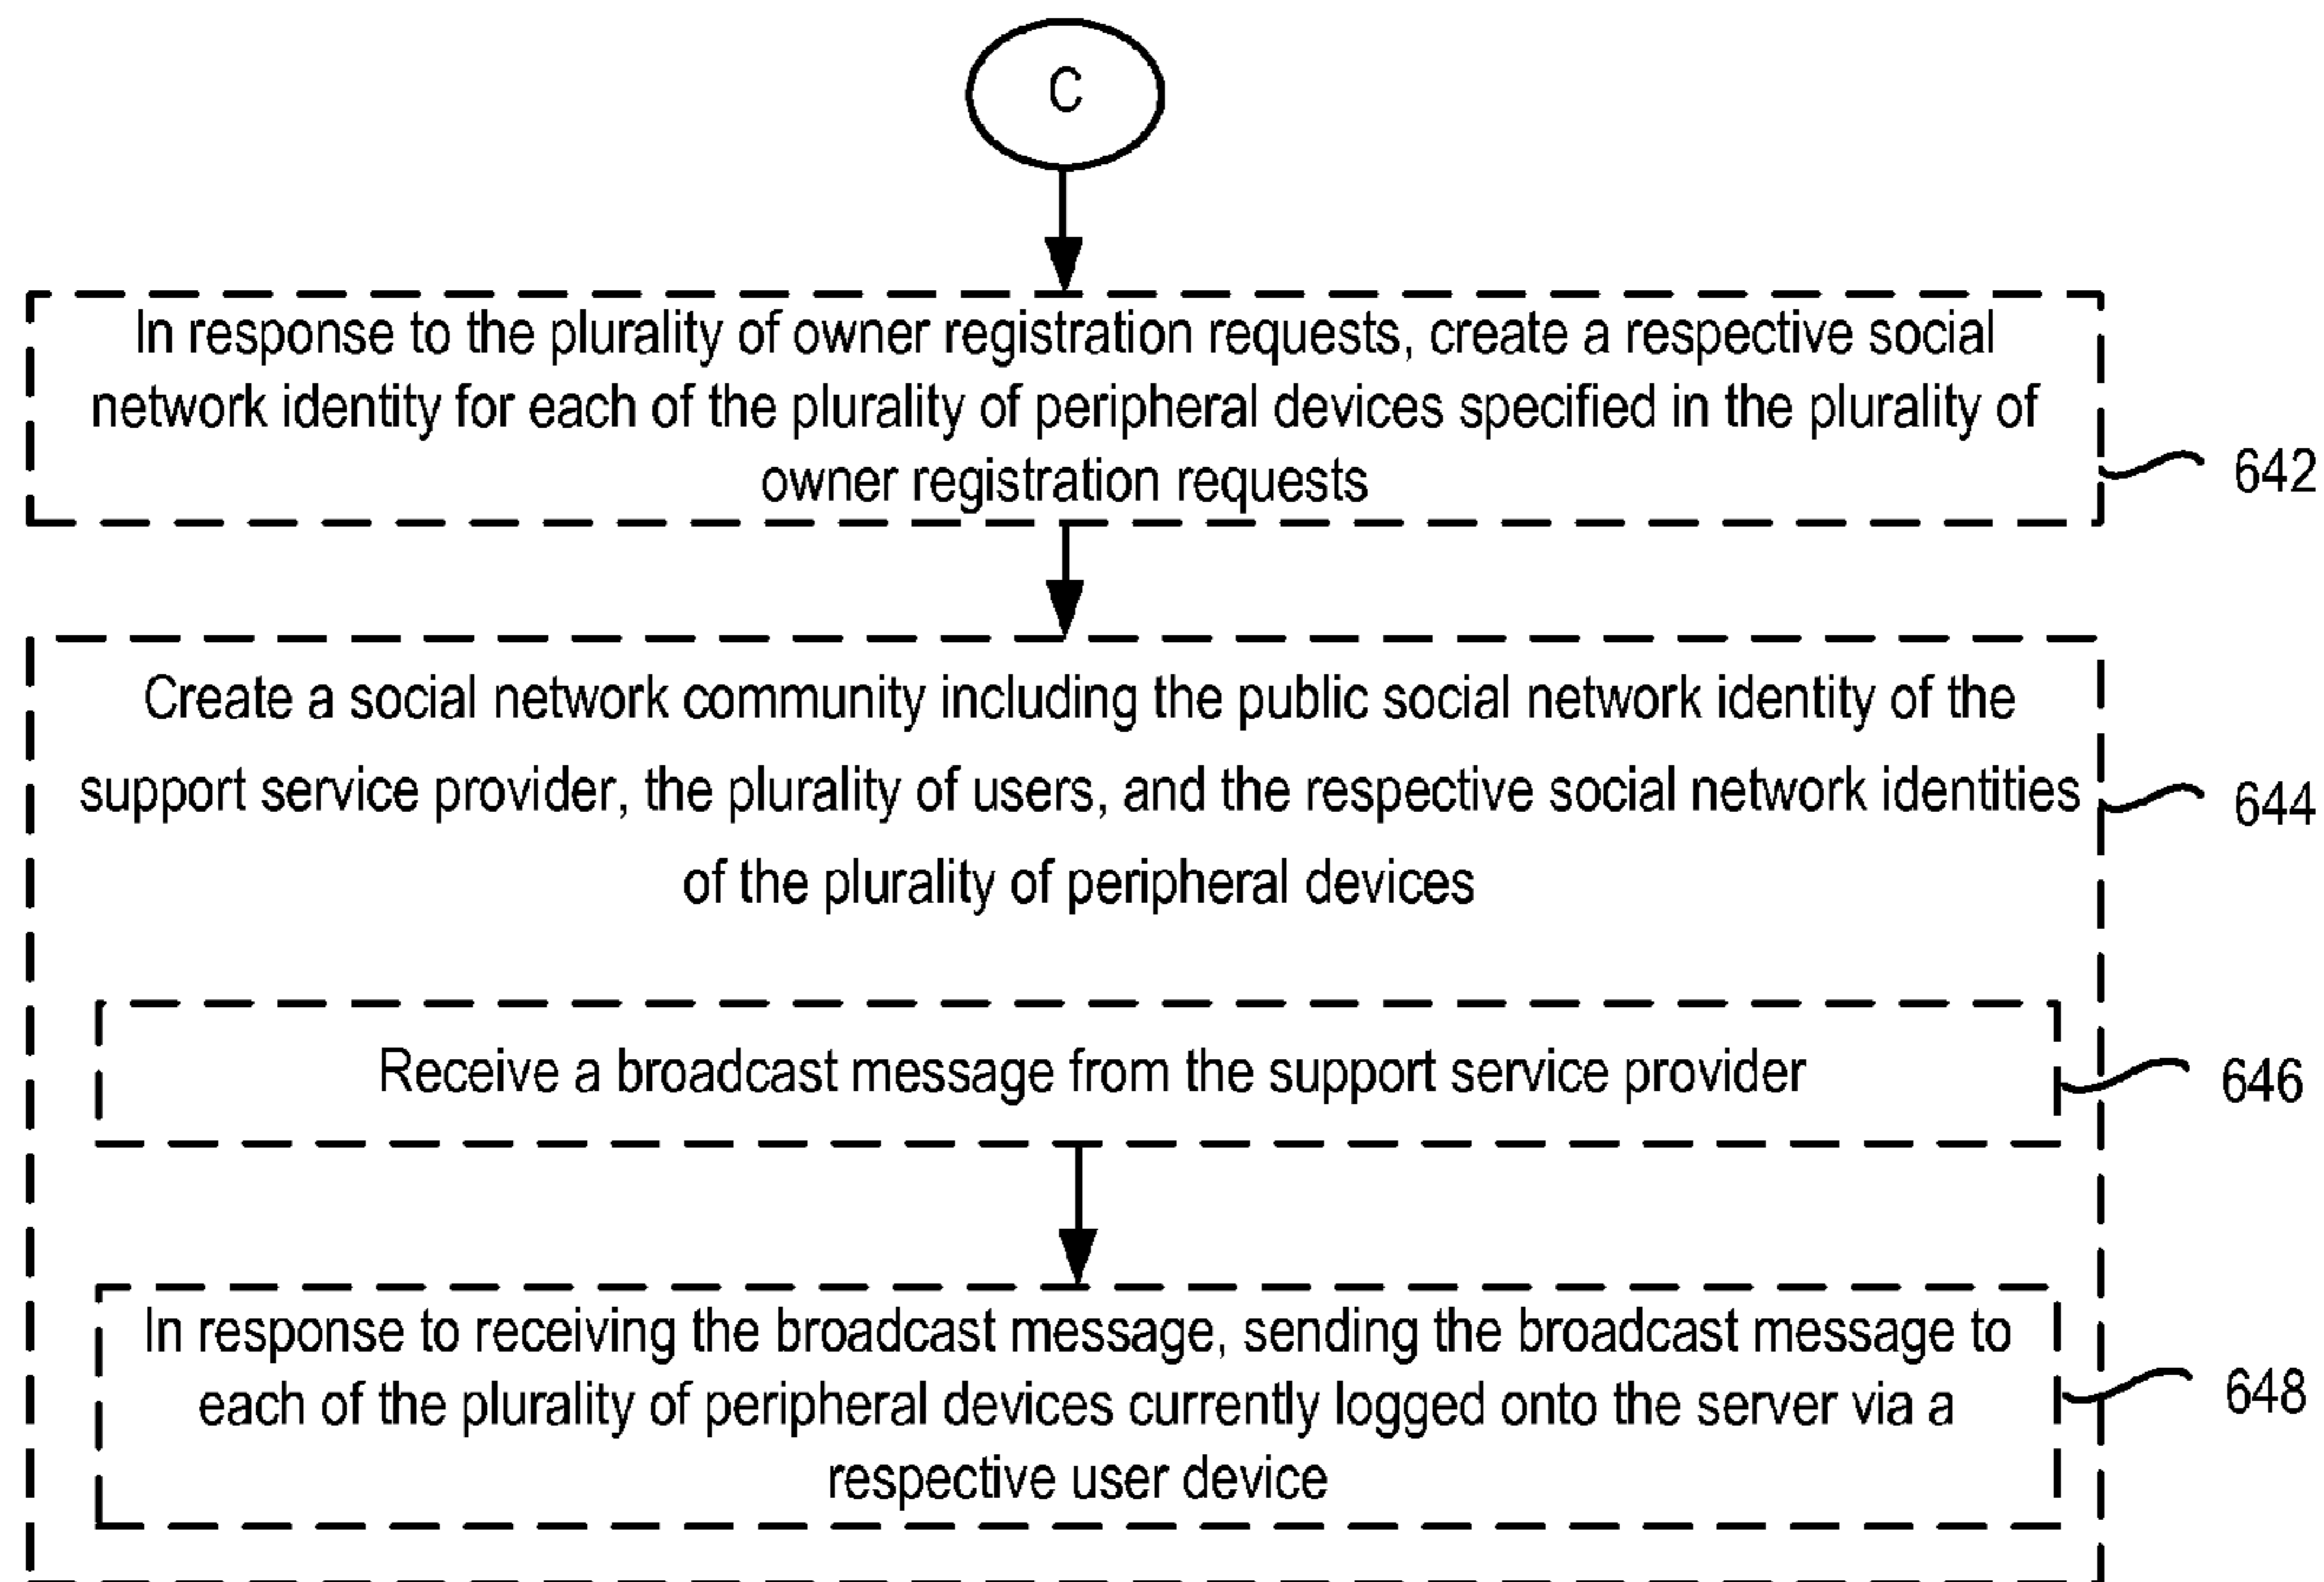 C
In response to the plurality of owner registration requests, create a respective social
network identity for each of the plurality of peripheral devices specified in the plurality of
owner registration requests
642
Create a social network community including the public social network identity of the
support service provider, the plurality of users, and the respective social network identities
644
of the plurality of peripheral devices
Receive a broadcast message from the support service provider
646
In response to receiving the broadcast message, sending the broadcast message to
each of the plurality of peripheral devices currently logged onto the server via a
648
respective user device